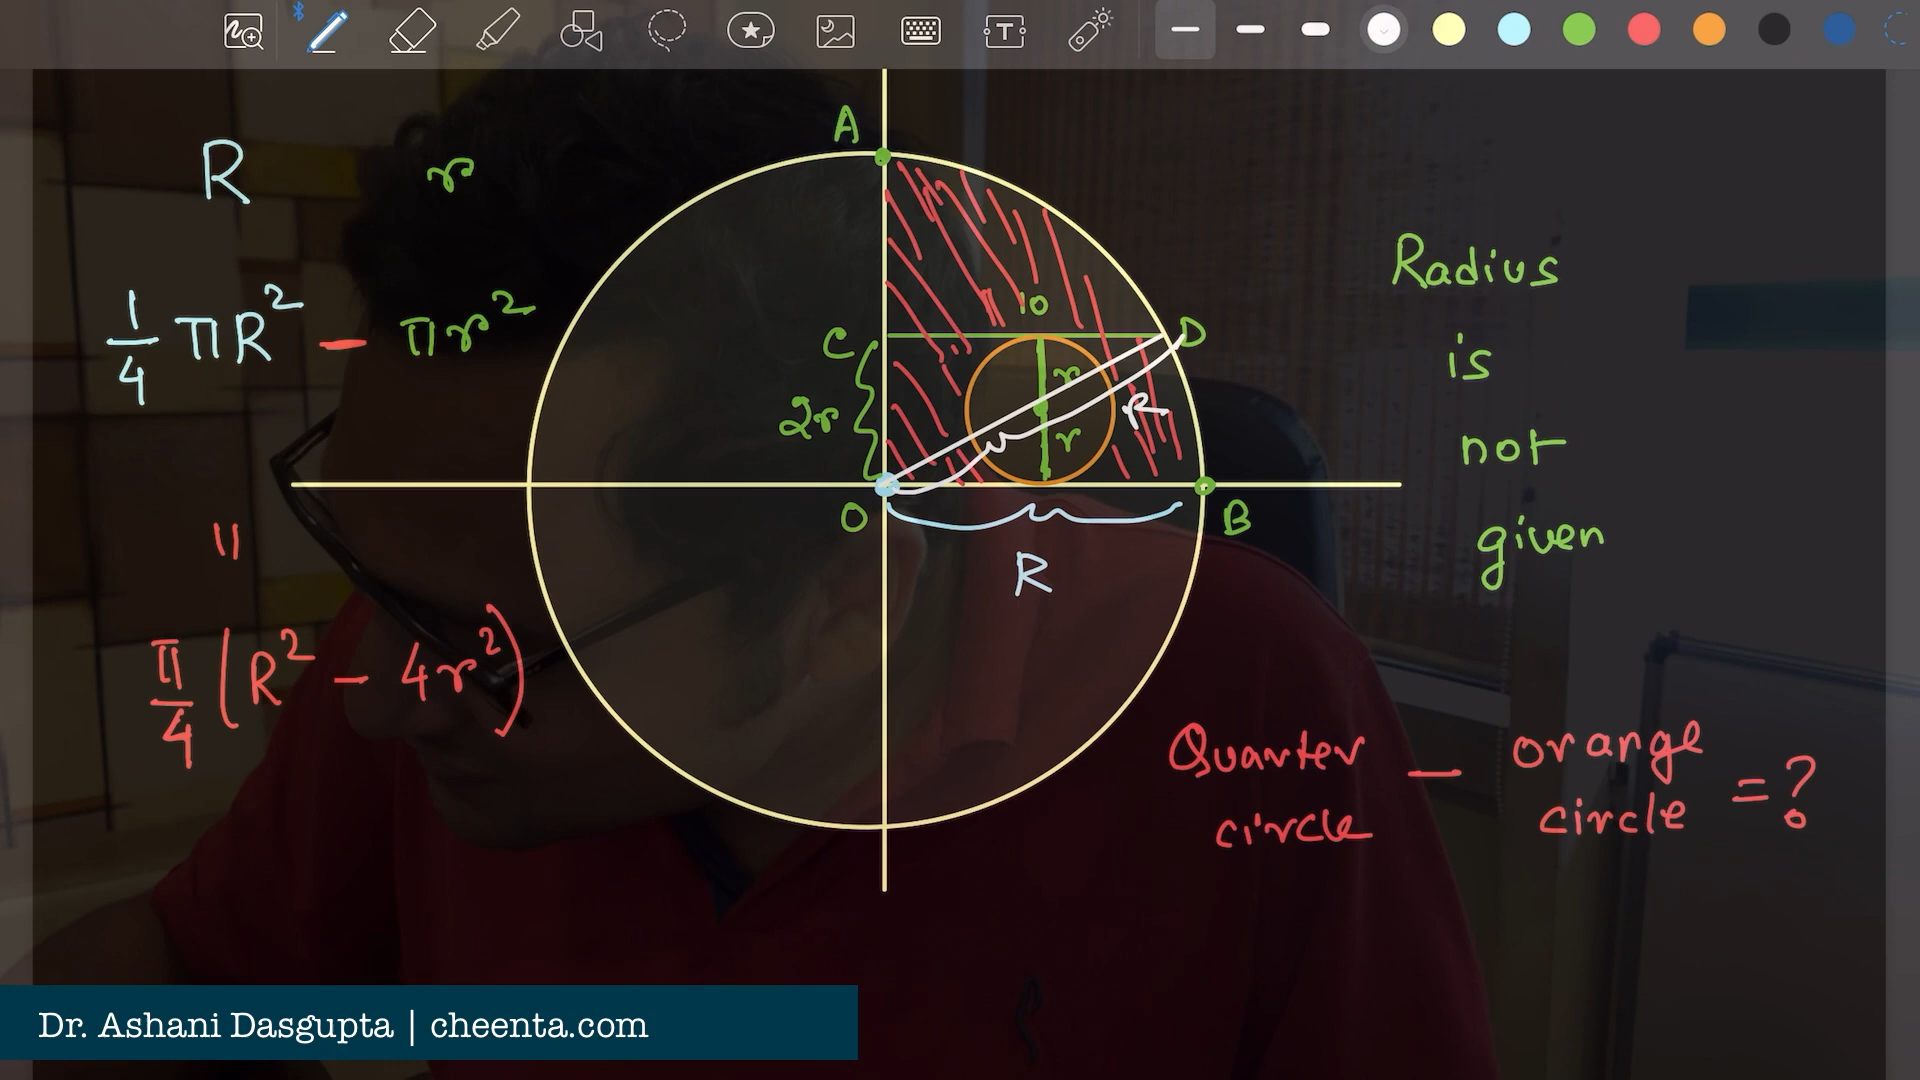 R
r
1/4 πR² - πr²
"
π/4 (R² - 4r²)
A
10
C
D
2r
r
r
R
O
B
R
Radius
is
not
given
Quarter circle - orange circle = ?
Dr. Ashani Dasgupta | cheenta.com
T